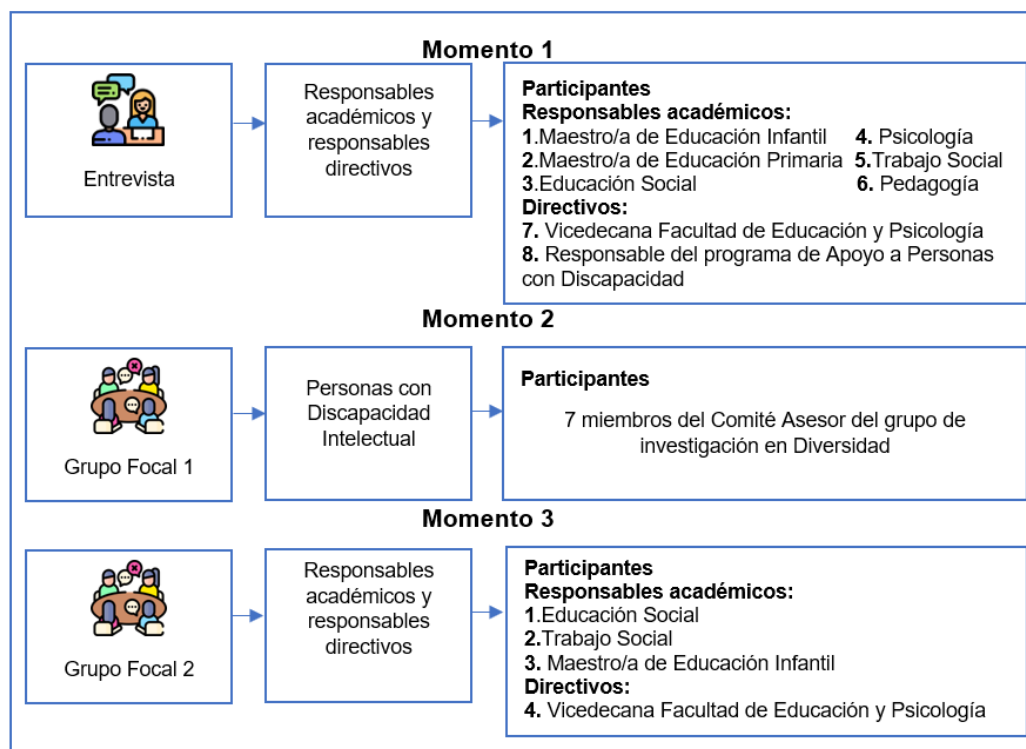 Momento 1
Entrevista
Responsables
académicos y
responsables
directivos
Participantes
Responsables académicos:
1.Maestro/a de Educación Infantil 4. Psicología
2.Maestro/a de Educación Primaria 5.Trabajo Social
3.Educación Social 6. Pedagogía
Directivos:
7. Vicedecana Facultad de Educación y Psicología
8. Responsable del programa de Apoyo a Personas
con Discapacidad
Momento 2
Grupo Focal 1
Personas con
Discapacidad
Intelectual
Participantes
7 miembros del Comité Asesor del grupo de
investigación en Diversidad
Momento 3
Grupo Focal 2
Responsables
académicos y
responsables
directivos
Participantes
Responsables académicos:
1.Educación Social
2.Trabajo Social
3. Maestro/a de Educación Infantil
Directivos:
4. Vicedecana Facultad de Educación y Psicología